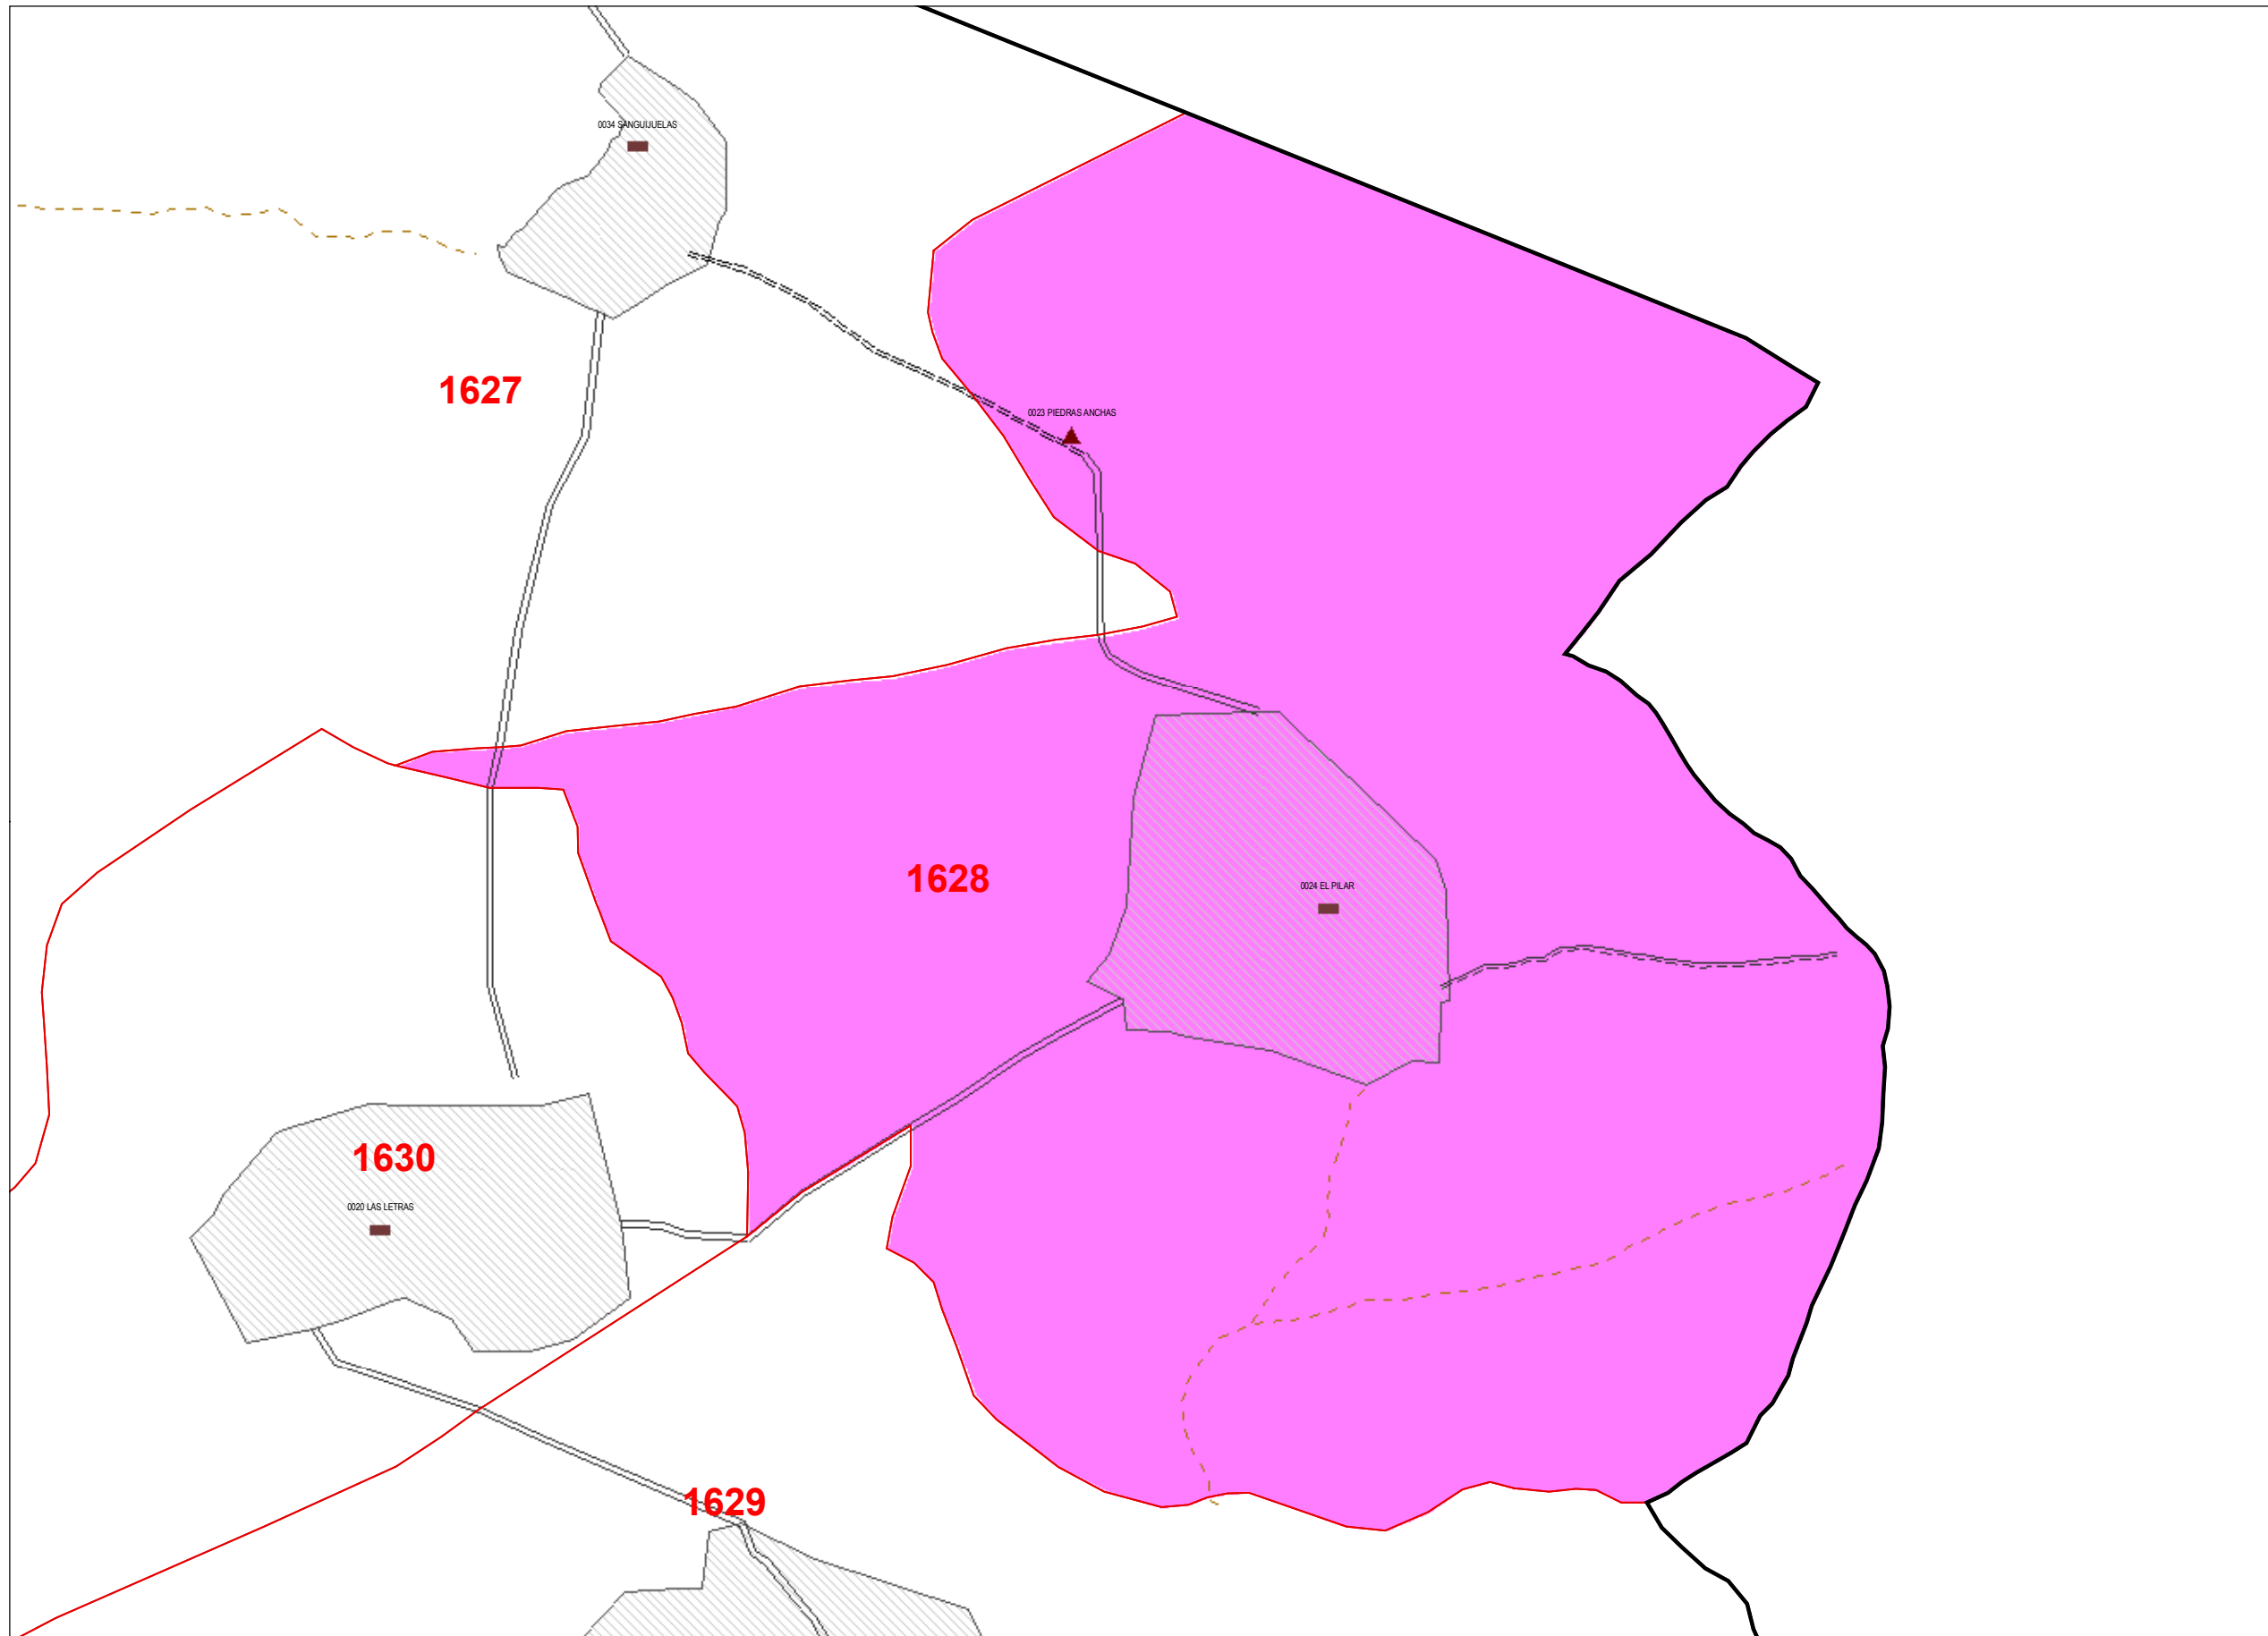 0034 SANGUIJUELAS
1627
0023 PIEDRAS ANCHAS
1628
0024 EL PILAR
1630
0020 LAS LETRAS
1629